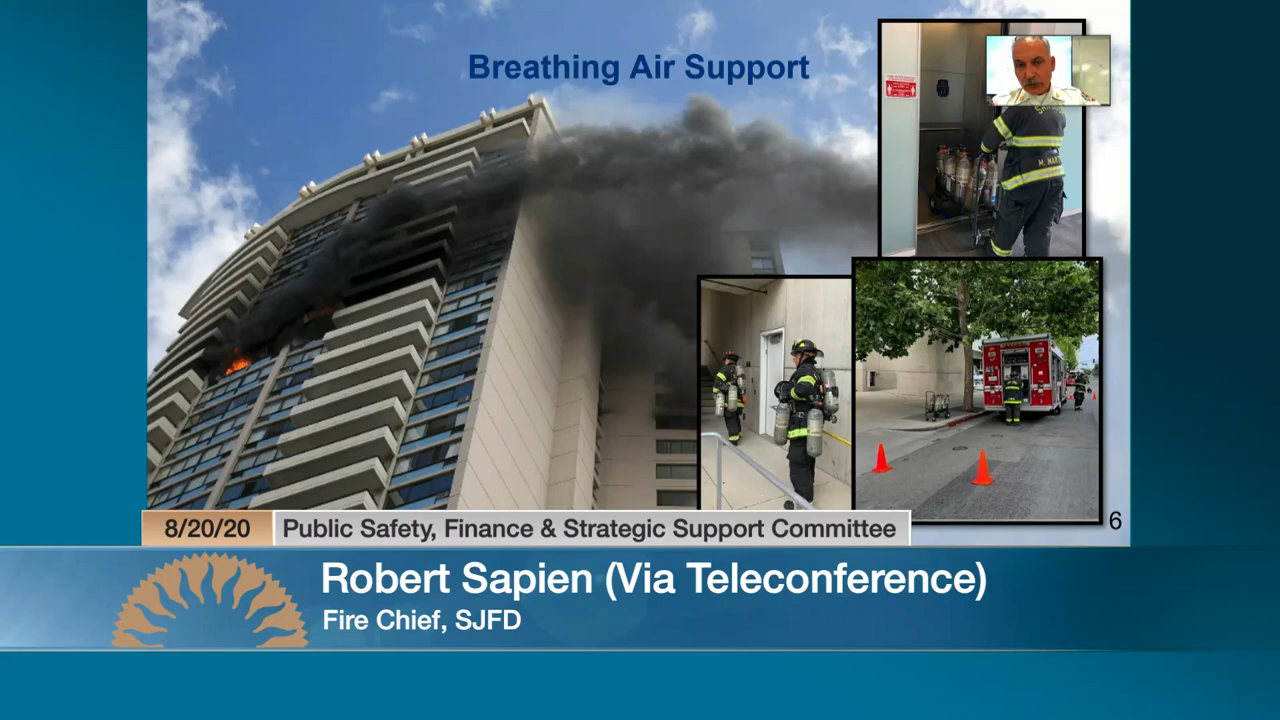 Breathing Air Support
M. MAR
6
8/20/20
Public Safety, Finance & Strategic Support Committee
Robert Sapien (Via Teleconference)
Fire Chief, SJFD